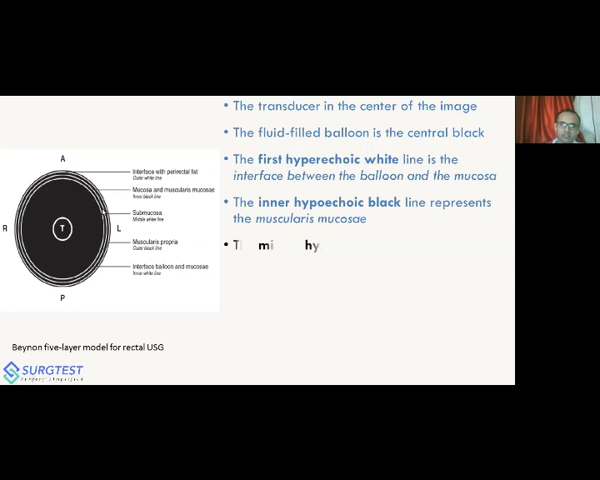 • The transducer in the center of the image
• The fluid-filled balloon is the central black
• The first hyperechoic white line is the
interface between the balloon and the mucosa
• The inner hypoechoic black line represents
the muscularis mucosae
A
Interface with perirectal fat
Outer white line
Mucosa and muscularis mucosae
Inner black line
Submucosa
Middle white line
R
T
L
Muscularis propria
Outer black line
Interface balloon and mucosae
Inner white line
P
Beynon five-layer model for rectal USG
SURGTEST